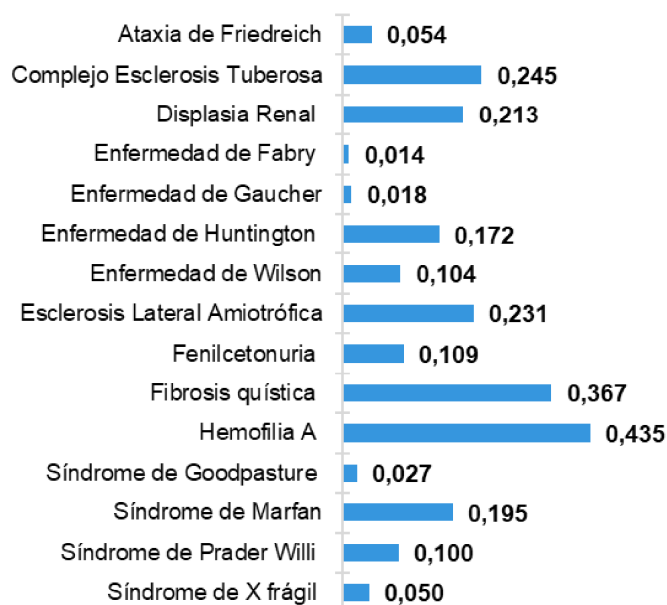 Ataxia de Friedreich 0,054
Complejo Esclerosis Tuberosa 0,245
Displasia Renal 0,213
Enfermedad de Fabry 0,014
Enfermedad de Gaucher 0,018
Enfermedad de Huntington 0,172
Enfermedad de Wilson 0,104
Esclerosis Lateral Amiotrófica 0,231
Fenilcetonuria 0,109
Fibrosis quística 0,367
Hemofilia A 0,435
Síndrome de Goodpasture 0,027
Síndrome de Marfan 0,195
Síndrome de Prader Willi 0,100
Síndrome de X frágil 0,050